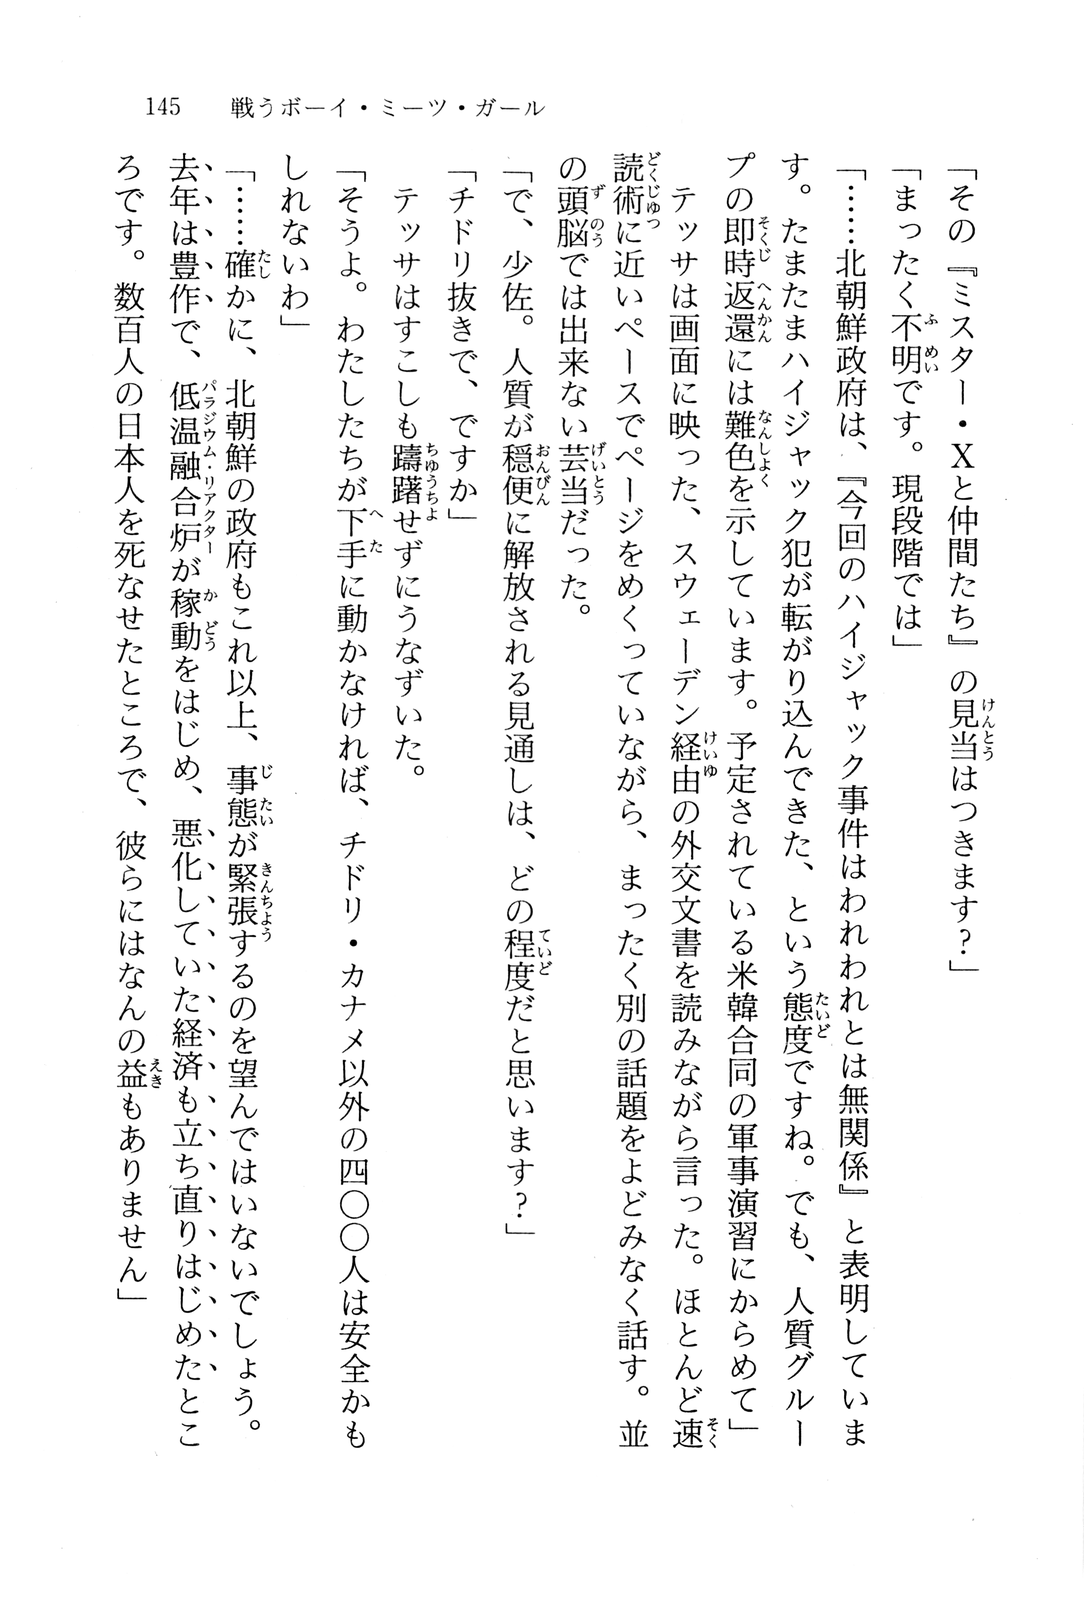 145 戦うボーイ・ミーツ・ガール
「その『ミスター・Xと仲間たち』の見当はつきます?」
「まったく不明です。現段階では」
「……北朝鮮政府は、『今回のハイジャック事件はわれわれとは無関係』と表明していま
す。たまたまハイジャック犯が転がり込んできた、という態度ですね。でも、人質グルー
プの即時返還には難色を示しています。予定されている米韓合同の軍事演習にからめて」
テッサは画面に映った、スウェーデン経由の外交文書を読みながら言った。ほとんど速
読術に近いペースでページをめくっていながら、まったく別の話題をよどみなく話す。並
の頭脳では出来ない芸当だった。
「で、少佐。人質が穏便に解放される見通しは、どの程度だと思います?」
「チドリ抜きで、ですか」
テッサはすこしも躊躇せずにうなずいた。
「そうよ。わたしたちが下手に動かなければ、チドリ・カナメ以外の四〇〇人は安全かも
しれないわ」
「……確かに、北朝鮮の政府もこれ以上、事態が緊張するのを望んではいないでしょう。
去年は豊作で、低温融合炉が稼動をはじめ、悪化していた経済も立ち直りはじめたとこ
ろです。数百人の日本人を死なせたところで、彼らにはなんの益もありません」